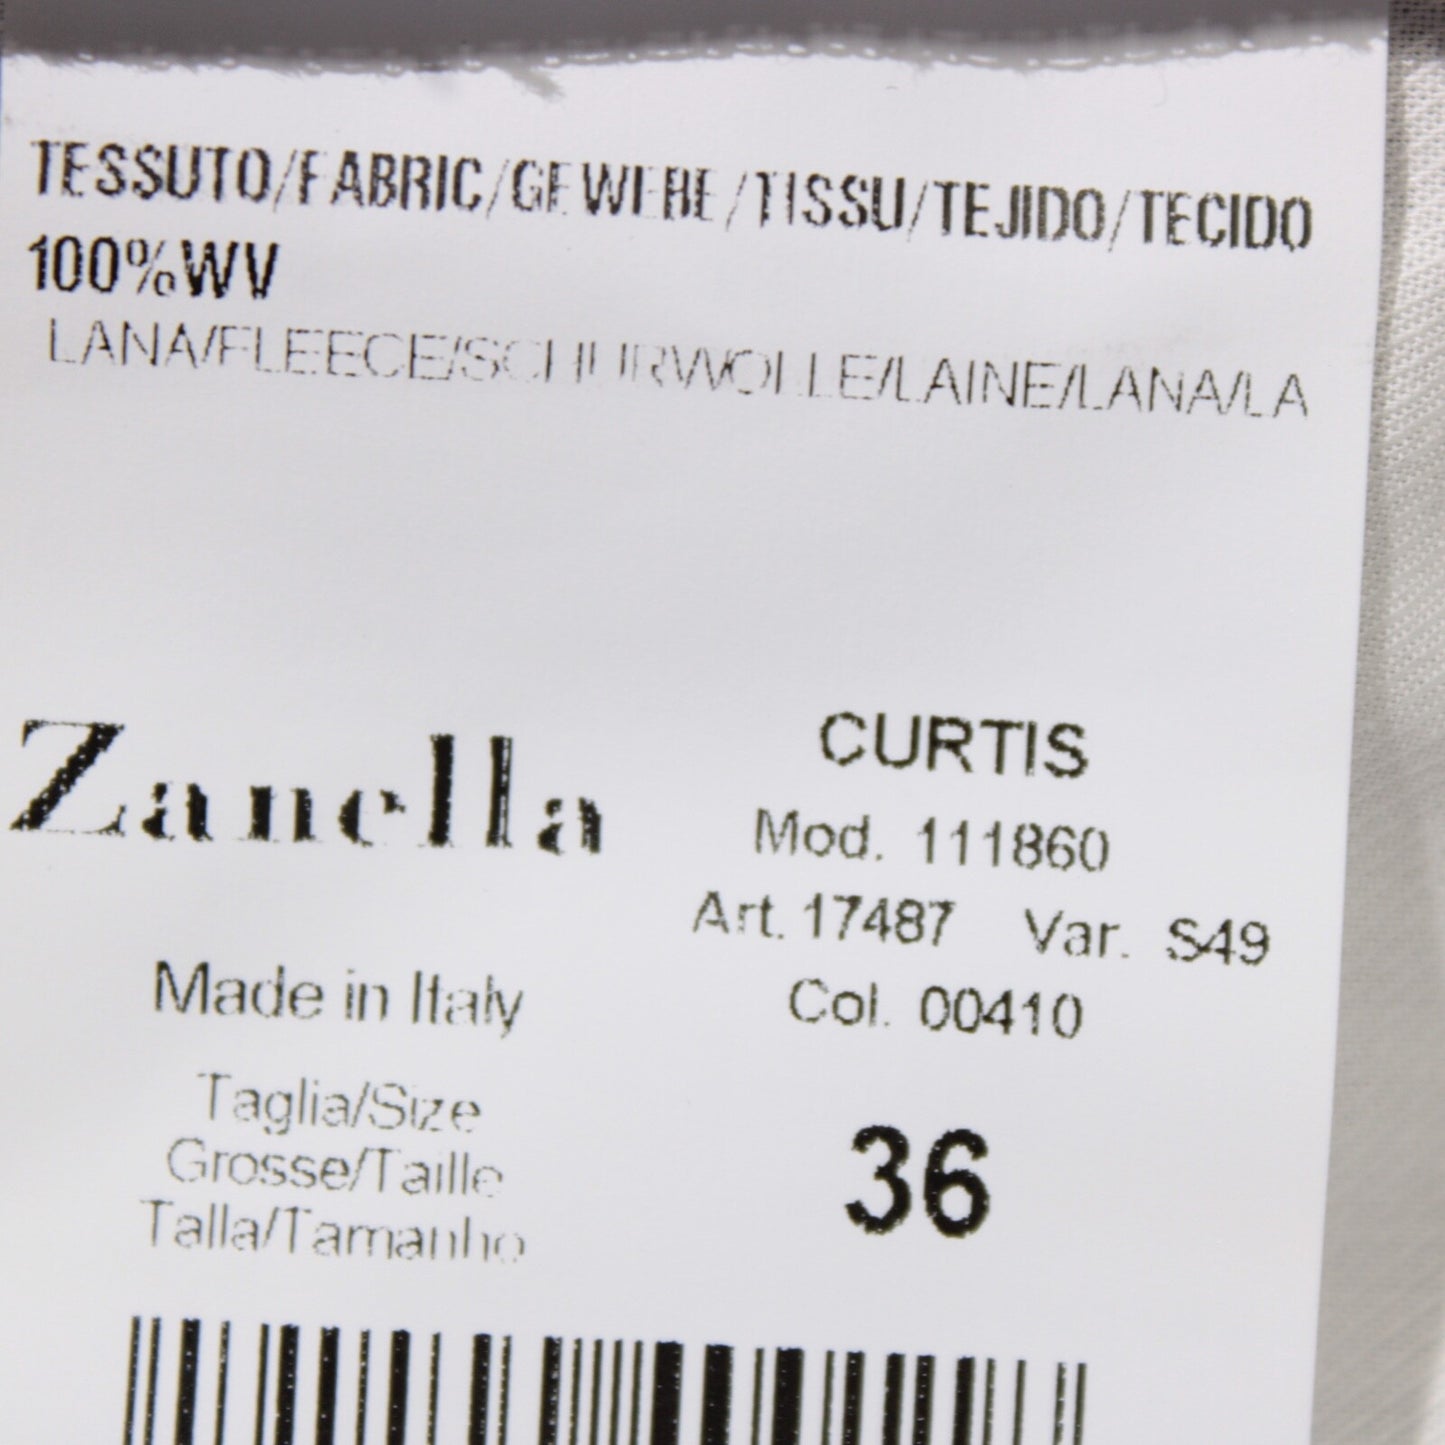 TESSUTO/FABRIC/GEWEBE/TISSU/TEJIDO/TECIDO
100%WV
LANA/FLEECE/SCHURWOLLE/LAINE/LANA/LA
Zanella
Made in Italy
Taglia/Size
Grosse/Taille
Talla/Tamanho
CURTIS
Mod. 111860
Art. 17487 Var. S49
Col. 00410
36